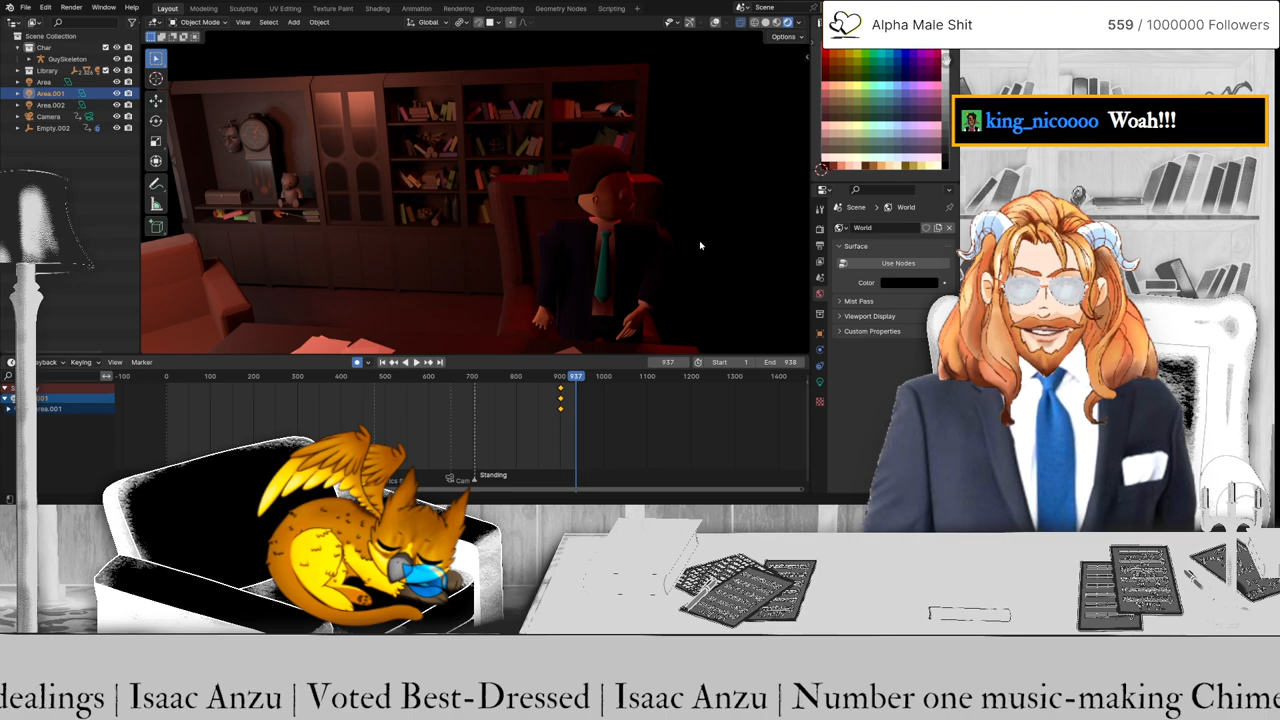 File Edit Render Window Help
Layout Modeling Sculpting UV Editing Texture Paint Shading Animation Rendering Compositing Geometry Nodes Scripting
Scene
Alpha Male Shit
559 / 1000000 Followers
Object Mode View Select Add Object Global
Options
Scene Collection
Char
GuySkeleton
Library
Area
Area.001
Area.002
Camera
Empty.002
king_nicoooo Woah!!!
Scene World
World
Surface
Use Nodes
Color
Mist Pass
Viewport Display
Custom Properties
Keying View Marker
937 Start 1 End 938
-100 0 100 200 300 400 500 600 700 800 900 937 1000 1100 1200 1300 1400
Standing
dealings | Isaac Anzu | Voted Best-Dressed | Isaac Anzu | Number one music-making Chime